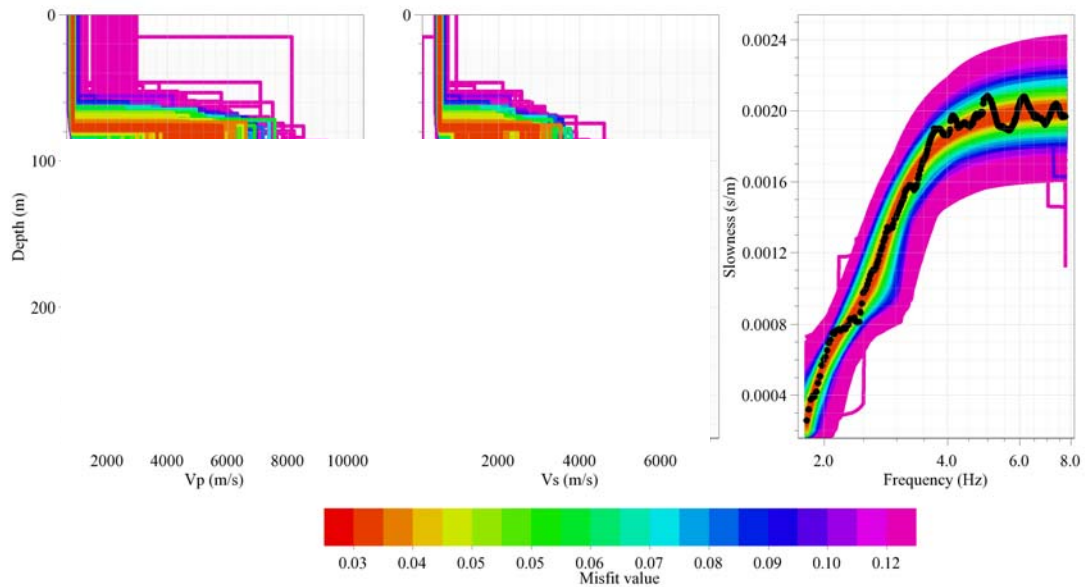 0
100
200
Depth (m)
2000 4000 6000 8000 10000
Vp (m/s)
0
2000 4000 6000
Vs (m/s)
0.0024
0.0020
0.0016
0.0012
0.0008
0.0004
Slowness (s/m)
2.0 4.0 6.0 8.0
Frequency (Hz)
0.03 0.04 0.05 0.05 0.06 0.07 0.08 0.09 0.10 0.12
Misfit value